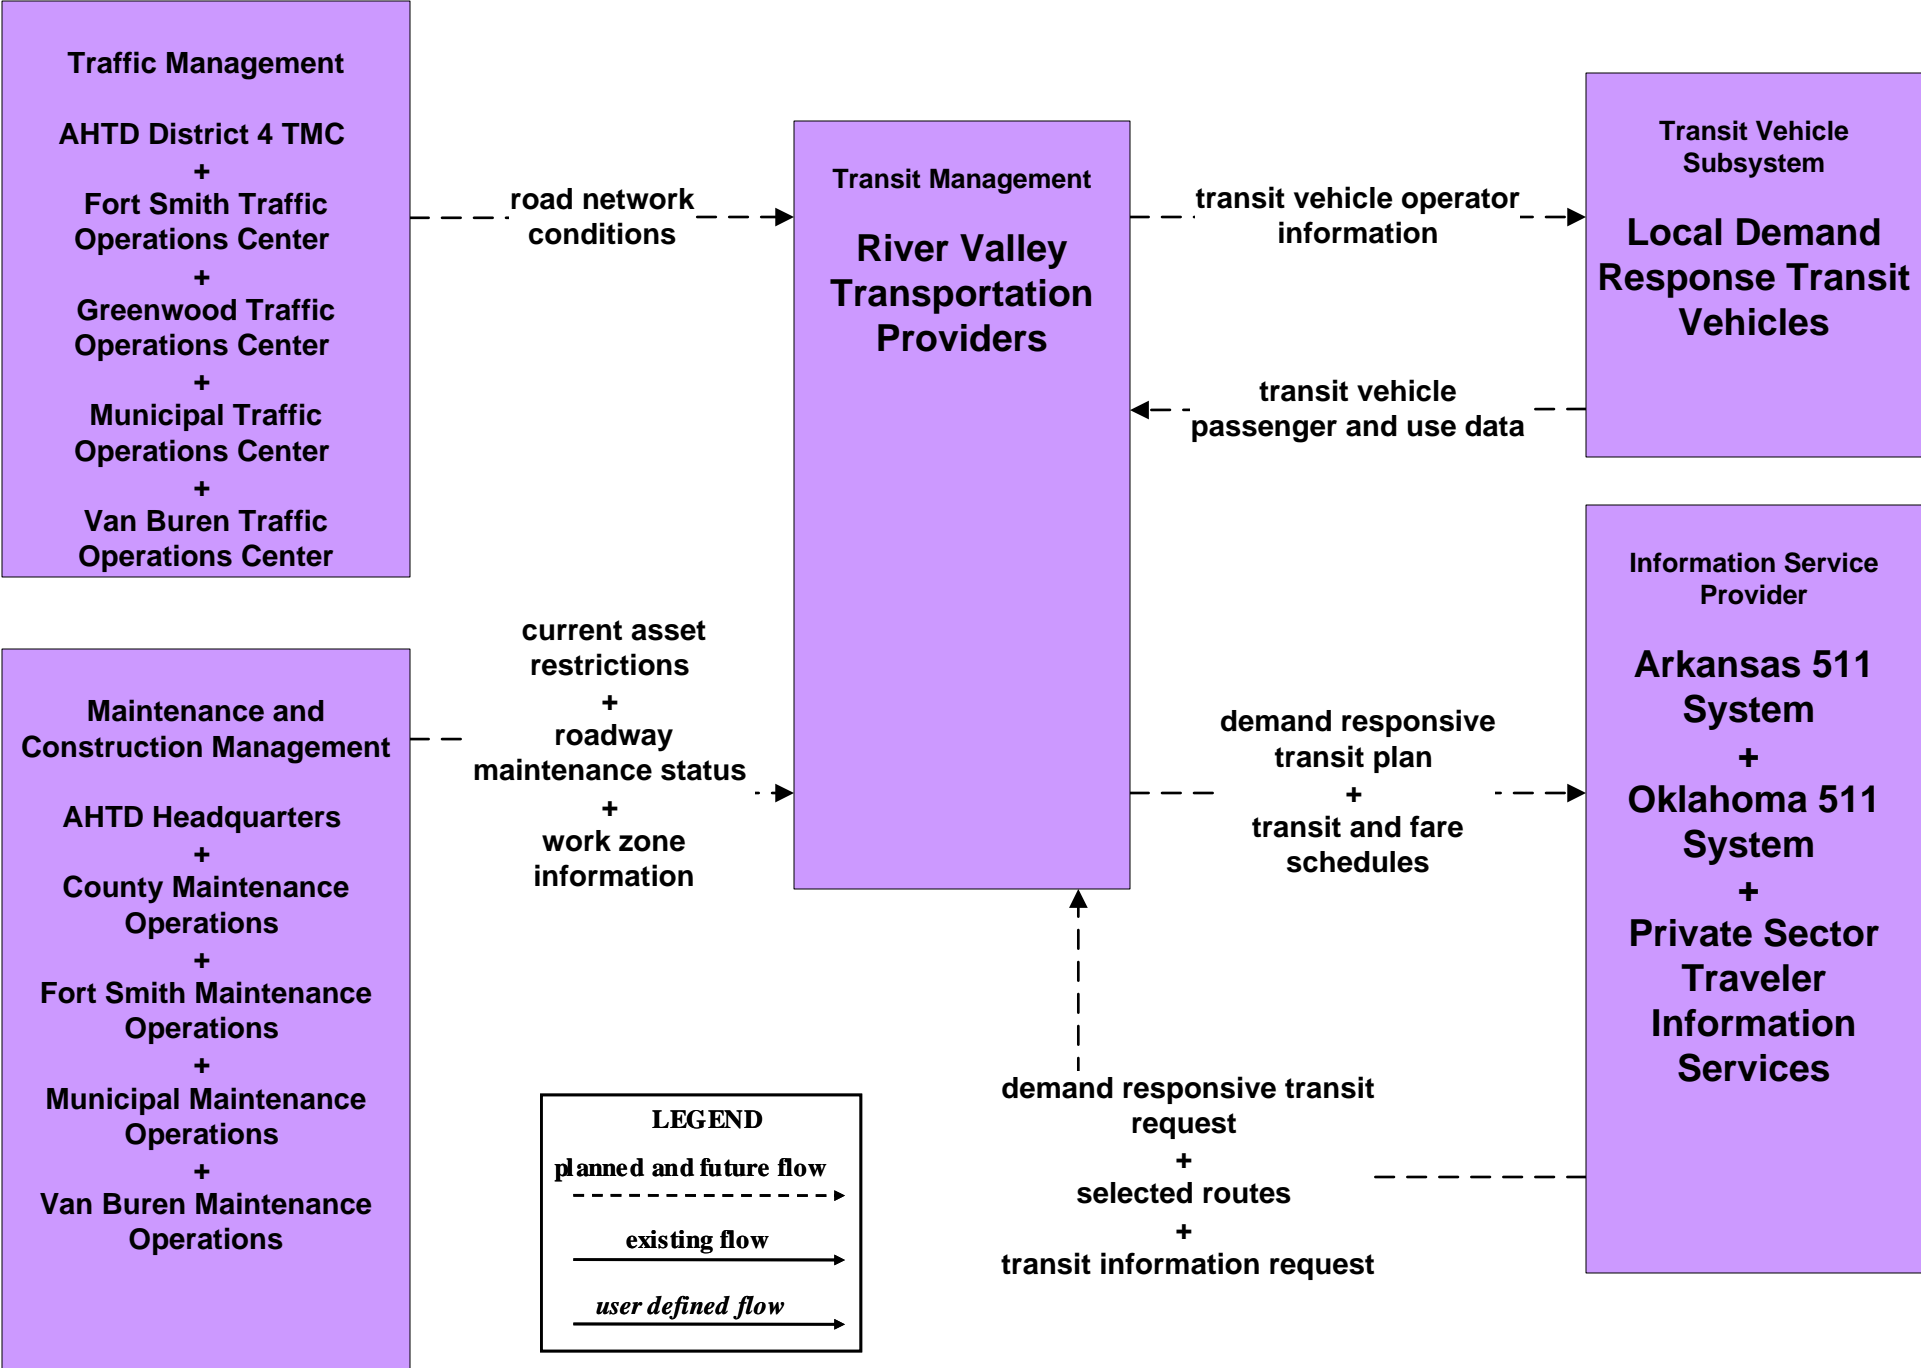 Traffic Management
AHTD District 4 TMC
+
Fort Smith Traffic
Operations Center
+
Greenwood Traffic
Operations Center
+
Municipal Traffic
Operations Center
+
Van Buren Traffic
Operations Center
road network
conditions
Maintenance and
Construction Management
AHTD Headquarters
+
County Maintenance
Operations
+
Fort Smith Maintenance
Operations
+
Municipal Maintenance
Operations
+
Van Buren Maintenance
Operations
current asset
restrictions
+
roadway
maintenance status
+
work zone
information
Transit Management
River Valley
Transportation
Providers
transit vehicle operator
information
transit vehicle
passenger and use data
Transit Vehicle
Subsystem
Local Demand
Response Transit
Vehicles
demand responsive
transit plan
+
transit and fare
schedules
Information Service
Provider
Arkansas 511
System
+
Oklahoma 511
System
+
Private Sector
Traveler
Information
Services
demand responsive transit
request
+
selected routes
+
transit information request
LEGEND
planned and future flow
existing flow
user defined flow